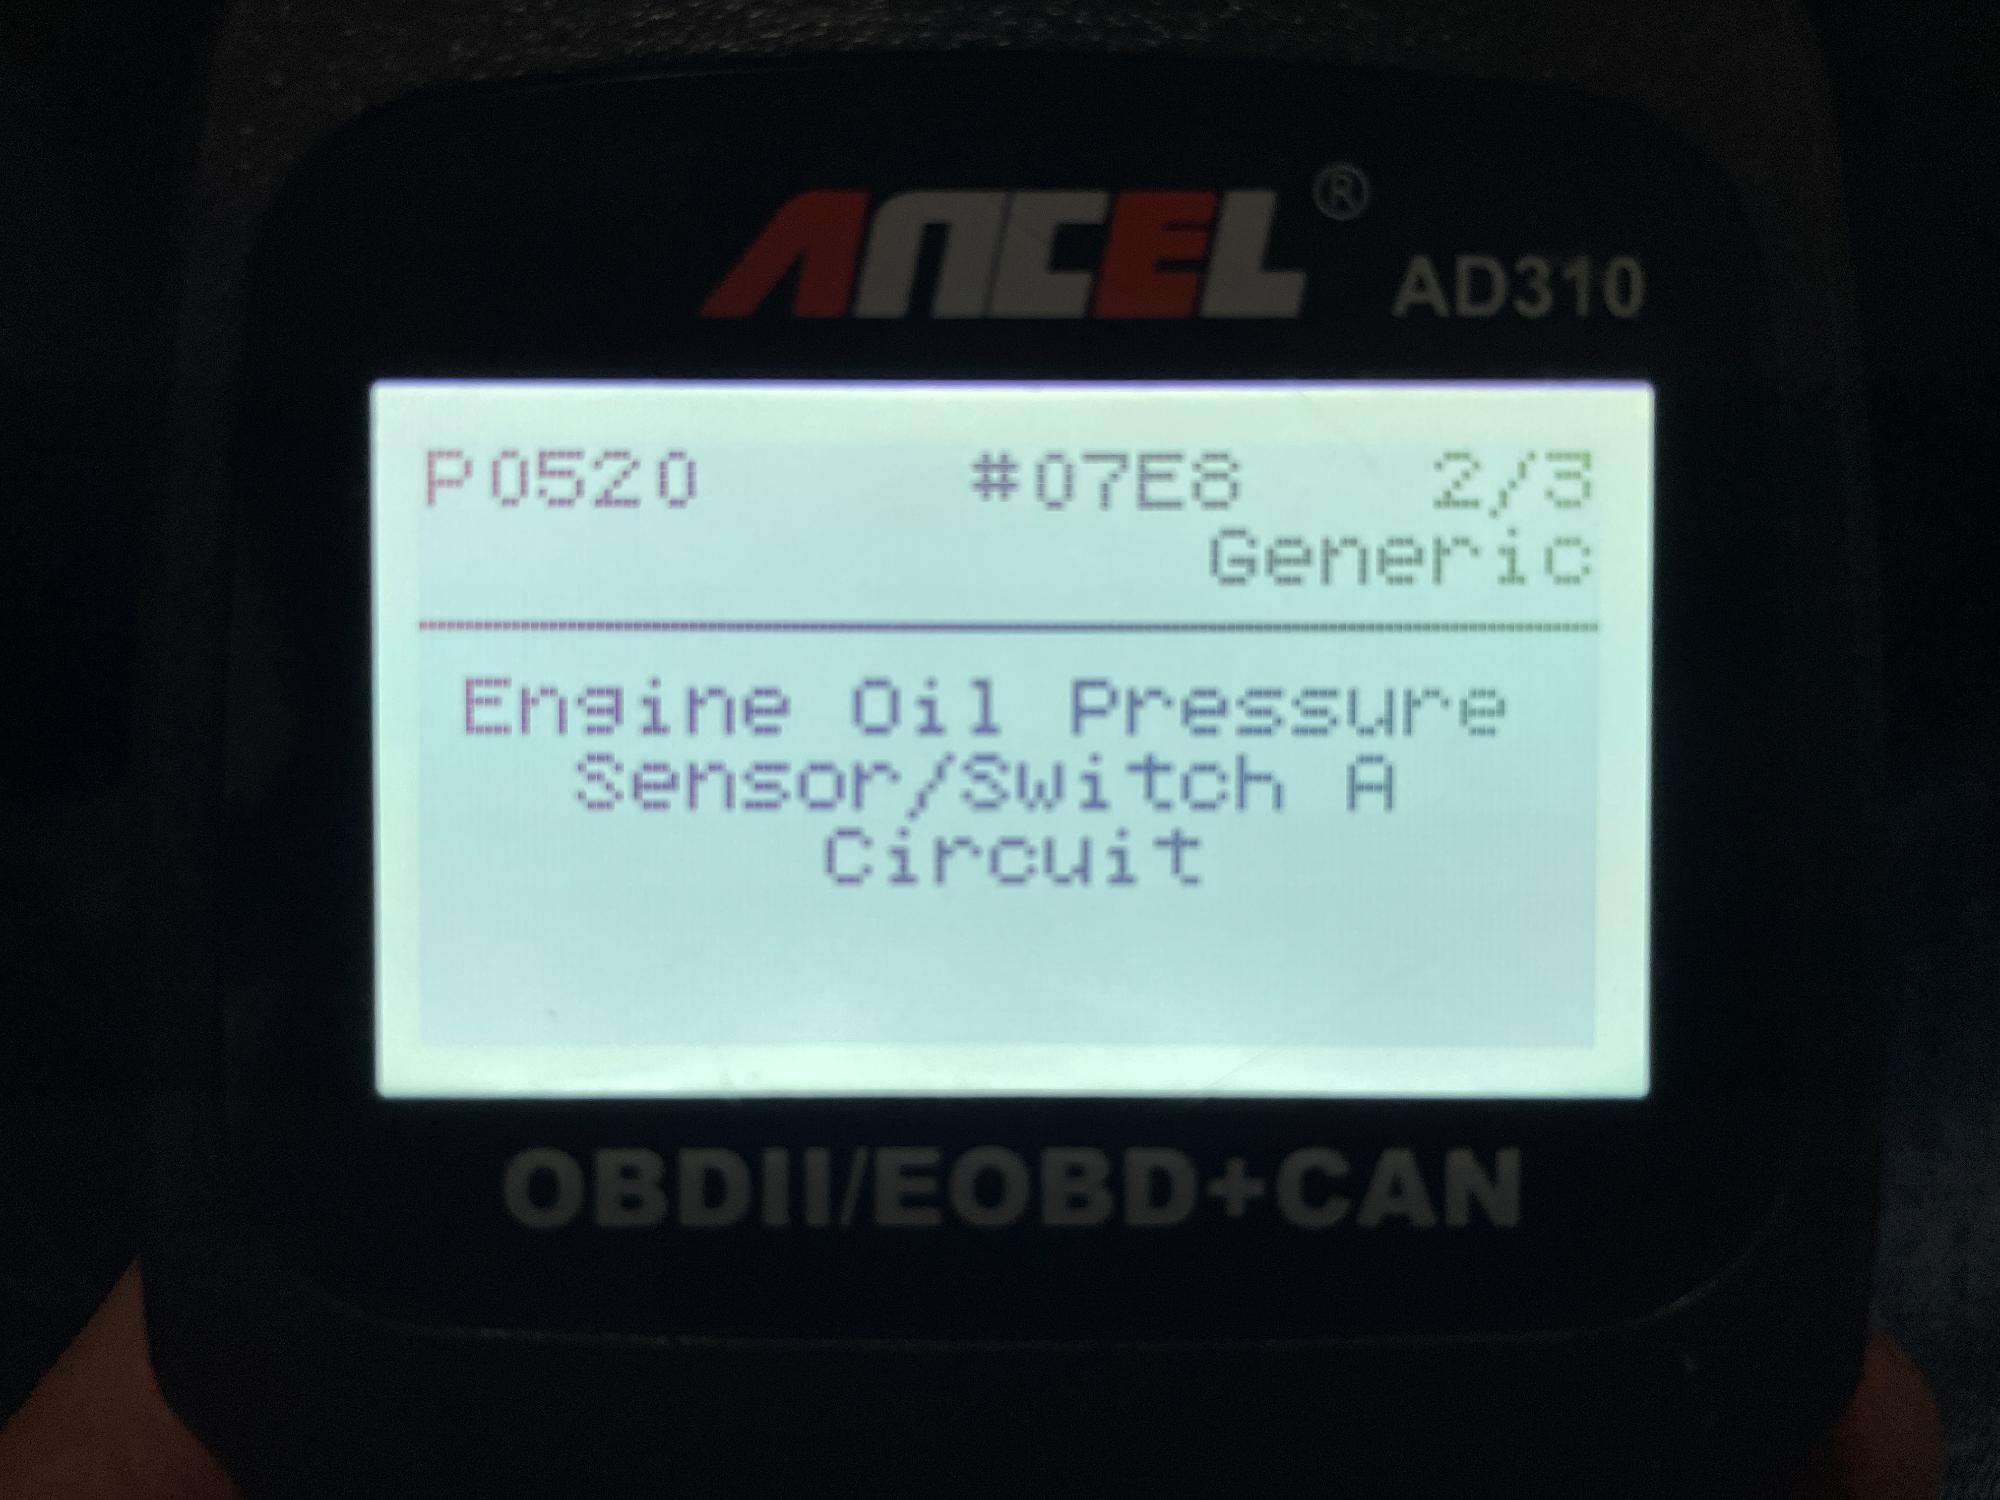 ANCEL®
AD310
P0520 #07E8 2/3
Generic
Engine Oil Pressure
Sensor/Switch A
Circuit
OBDII/EOBD+CAN